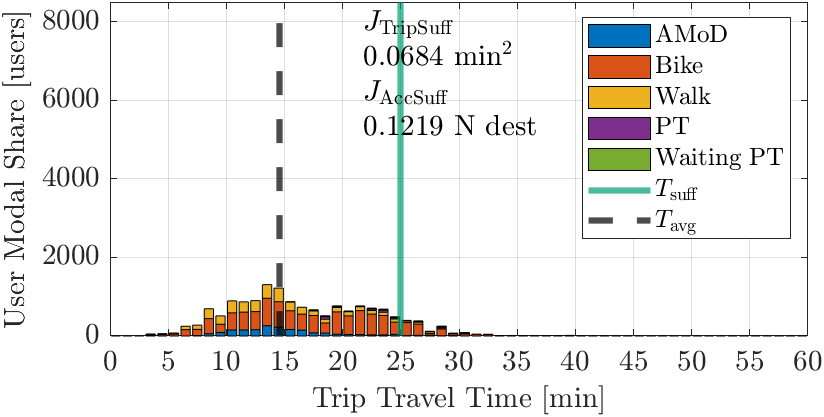 8000
6000
4000
2000
0
User Modal Share [users]
J_TripSuff
0.0684 min²
J_AccSuff
0.1219 N dest
AMoD
Bike
Walk
PT
Waiting PT
T_suff
T_avg
0 5 10 15 20 25 30 35 40 45 50 55 60
Trip Travel Time [min]